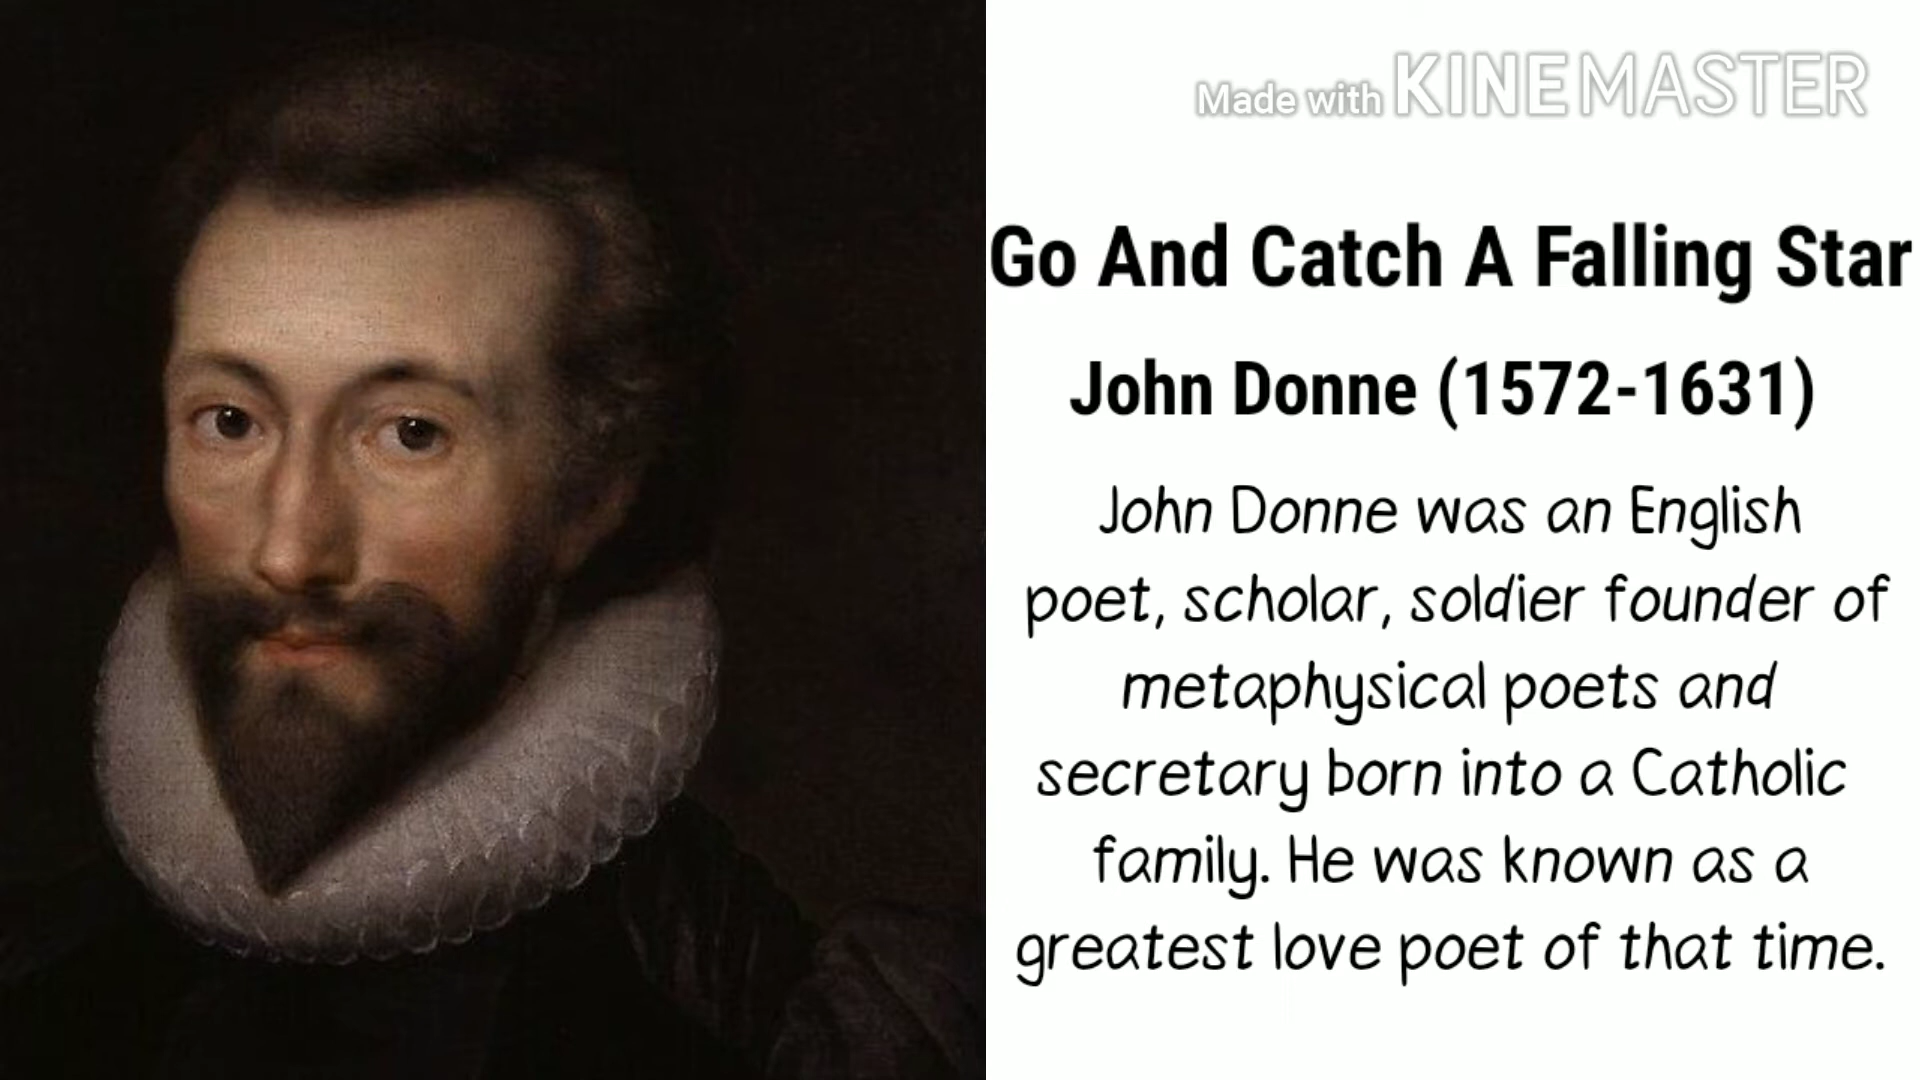 Made with KINEMASTER
Go And Catch A Falling Star
John Donne (1572-1631)
John Donne was an English
poet, scholar, soldier founder of
metaphysical poets and
secretary born into a Catholic
family. He was known as a
greatest love poet of that time.